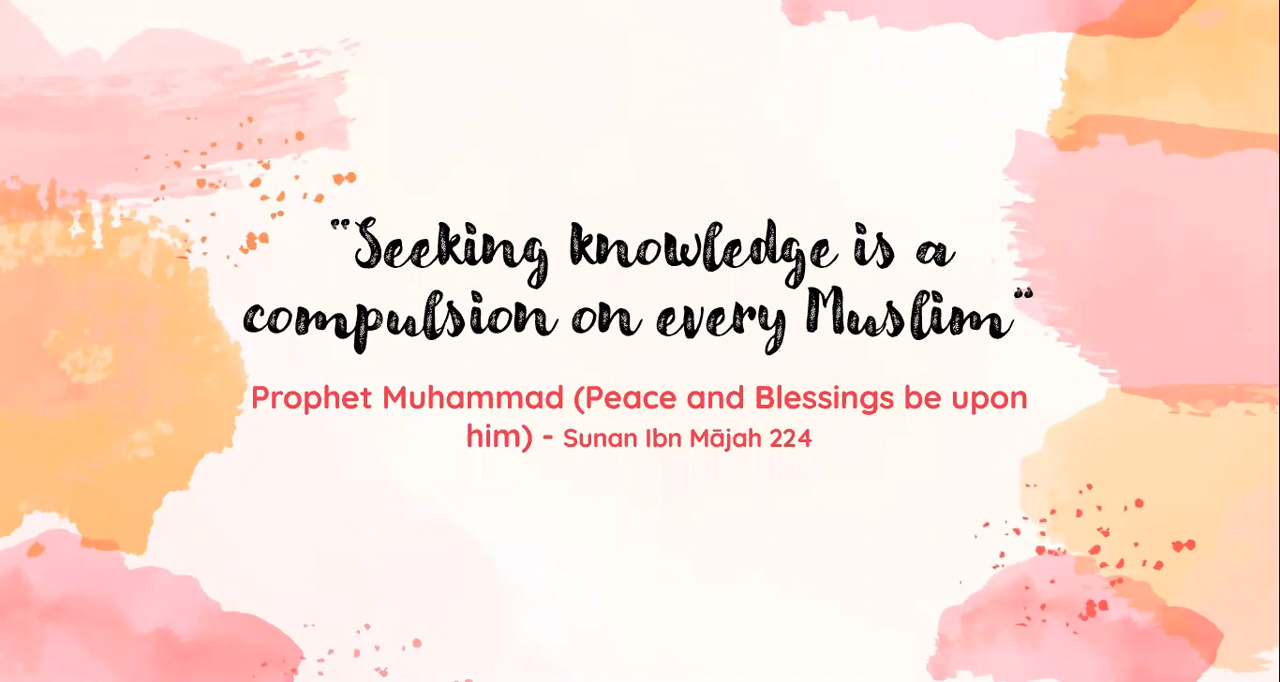 "Seeking knowledge is a
compulsion on every Muslim"
Prophet Muhammad (Peace and Blessings be upon
him) - Sunan Ibn Mājah 224